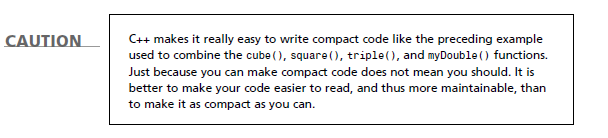 CAUTION
C++ makes it really easy to write compact code like the preceding example
used to combine the cube(), square(), triple(), and myDouble() functions.
Just because you can make compact code does not mean you should. It is
better to make your code easier to read, and thus more maintainable, than
to make it as compact as you can.